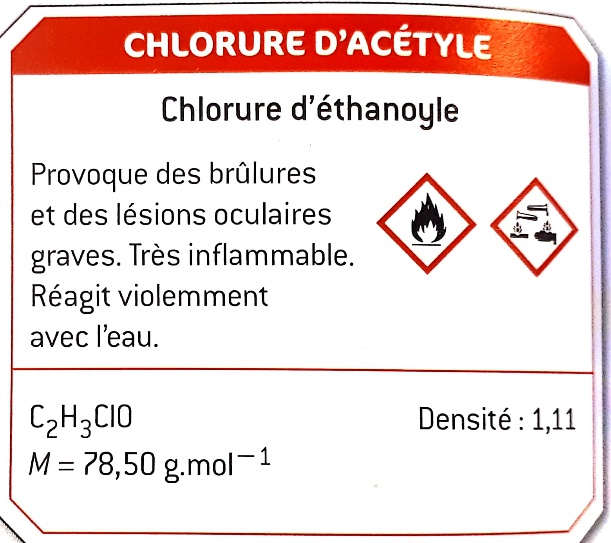 CHLORURE D'ACÉTYLE
Chlorure d'éthanoyle
Provoque des brûlures
et des lésions oculaires
graves. Très inflammable.
Réagit violemment
avec l'eau.
C₂H₃ClO
Densité : 1,11
M = 78,50 g.mol⁻¹